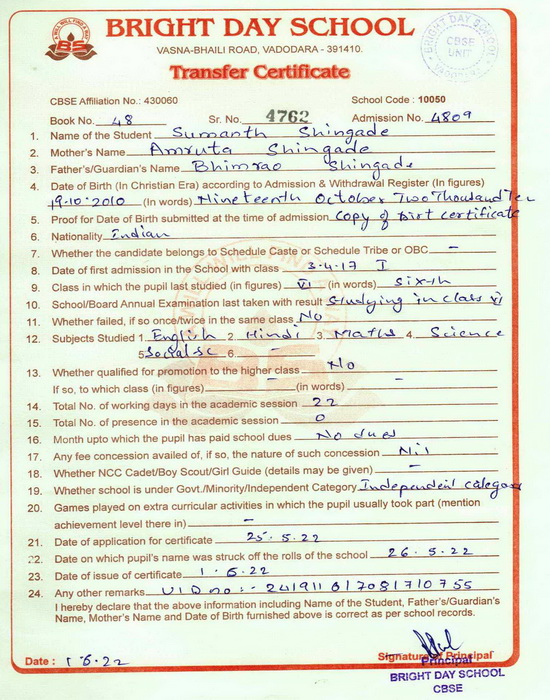 BRIGHT DAY SCHOOL
VASNA-BHAILI ROAD, VADODARA - 391410.
BRIGHT DAY SCHOOL CBSE UNIT
Transfer Certificate
CBSE Affiliation No.: 430060 School Code : 10050
Book No. 48 Sr. No. 4762 Admission No. 4809
1. Name of the Student Sumanth Shingade
2. Mother's Name Amruta Shingade
3. Father's/Guardian's Name Bhimrao Shingade
4. Date of Birth (In Christian Era) according to Admission & Withdrawal Register (In figures)
19.10.2010 (In words) Nineteenth October Two Thousand Ten
5. Proof for Date of Birth submitted at the time of admission copy of birt certificate
6. Nationality Indian
7. Whether the candidate belongs to Schedule Caste or Schedule Tribe or OBC -
8. Date of first admission in the School with class 3.4.17 I
9. Class in which the pupil last studied (in figures) VI (in words) sixth
10. School/Board Annual Examination last taken with result Studying in class VI
11. Whether failed, if so once/twice in the same class No
12. Subjects Studied 1. English 2. Hindi 3. Maths 4. Science
5. Social sc 6. -
13. Whether qualified for promotion to the higher class No
If so, to which class (in figures) - (in words) -
14. Total No. of working days in the academic session 22
15. Total No. of presence in the academic session 0
16. Month upto which the pupil has paid school dues No dues
17. Any fee concession availed of, if so, the nature of such concession Nil
18. Whether NCC Cadet/Boy Scout/Girl Guide (details may be given) -
19. Whether school is under Govt./Minority/Independent Category Independent category
20. Games played on extra curricular activities in which the pupil usually took part (mention
achievement level there in) -
21. Date of application for certificate 25.5.22
22. Date on which pupil's name was struck off the rolls of the school 26.5.22
23. Date of issue of certificate 1.6.22
24. Any other remarks UID no :- 241911617081710755
I hereby declare that the above information including Name of the Student, Father's/Guardian's
Name, Mother's Name and Date of Birth furnished above is correct as per school records.
Date : 1.6.22 Signature of Principal
Principal
BRIGHT DAY SCHOOL
CBSE